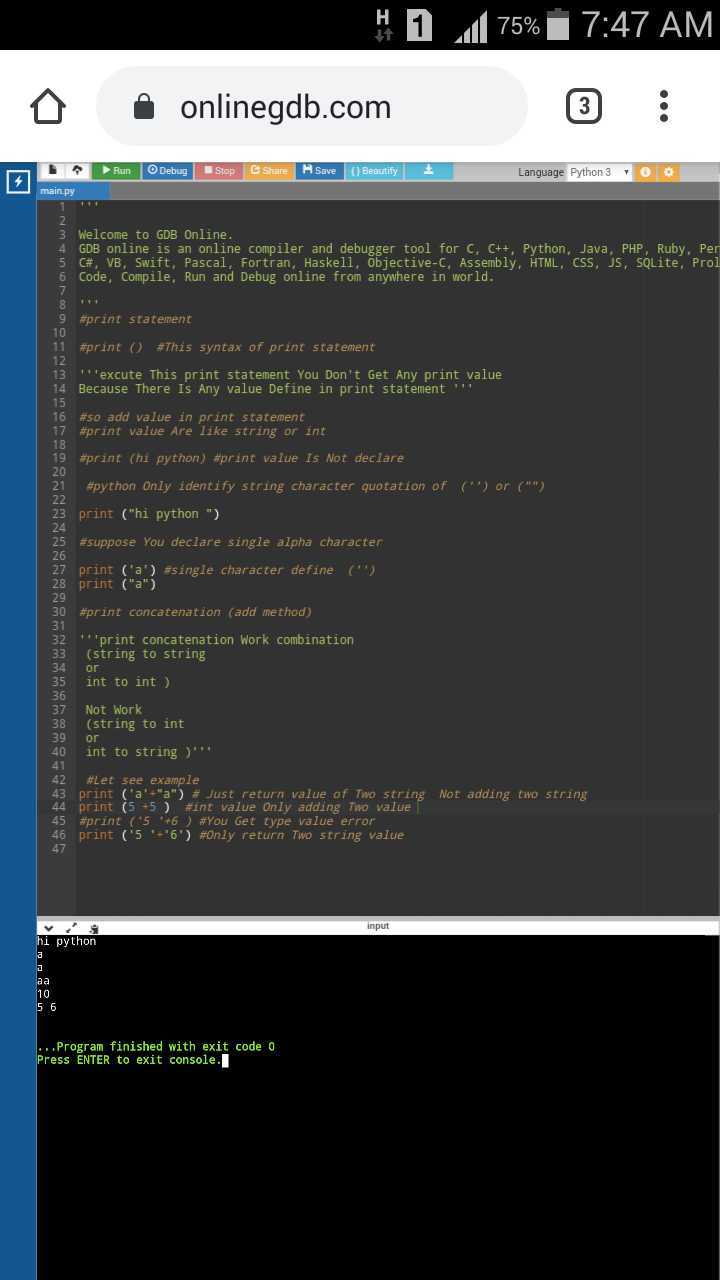 H 1 75% 7:47 AM
onlinegdb.com 3
Run Debug Stop Share Save { } Beautify Language Python 3
main.py
1 '''
2
3 Welcome to GDB Online.
4 GDB online is an online compiler and debugger tool for C, C++, Python, Java, PHP, Ruby, Per
5 C#, VB, Swift, Pascal, Fortran, Haskell, Objective-C, Assembly, HTML, CSS, JS, SQLite, Prol
6 Code, Compile, Run and Debug online from anywhere in world.
7
8 '''
9 #print statement
10
11 #print ()  #This syntax of print statement
12
13 '''excute This print statement You Don't Get Any print value
14 Because There Is Any value Define in print statement '''
15
16 #so add value in print statement
17 #print value Are like string or int
18
19 #print (hi python) #print value Is Not declare
20
21  #python Only identify string character quotation of  ('') or ("")
22
23 print ("hi python ")
24
25 #suppose You declare single alpha character
26
27 print ('a') #single character define  ('')
28 print ("a")
29
30 #print concatenation (add method)
31
32 '''print concatenation Work combination
33  (string to string
34  or
35  int to int )
36
37  Not Work
38  (string to int
39  or
40  int to string )'''
41
42  #Let see example
43 print ('a'+"a") # Just return value of Two string  Not adding two string
44 print (5 +5 )  #int value Only adding Two value
45 #print ('5 '+6 ) #You Get type value error
46 print ('5 '+'6') #Only return Two string value
47
input
hi python
a
a
aa
10
5 6
...Program finished with exit code 0
Press ENTER to exit console.